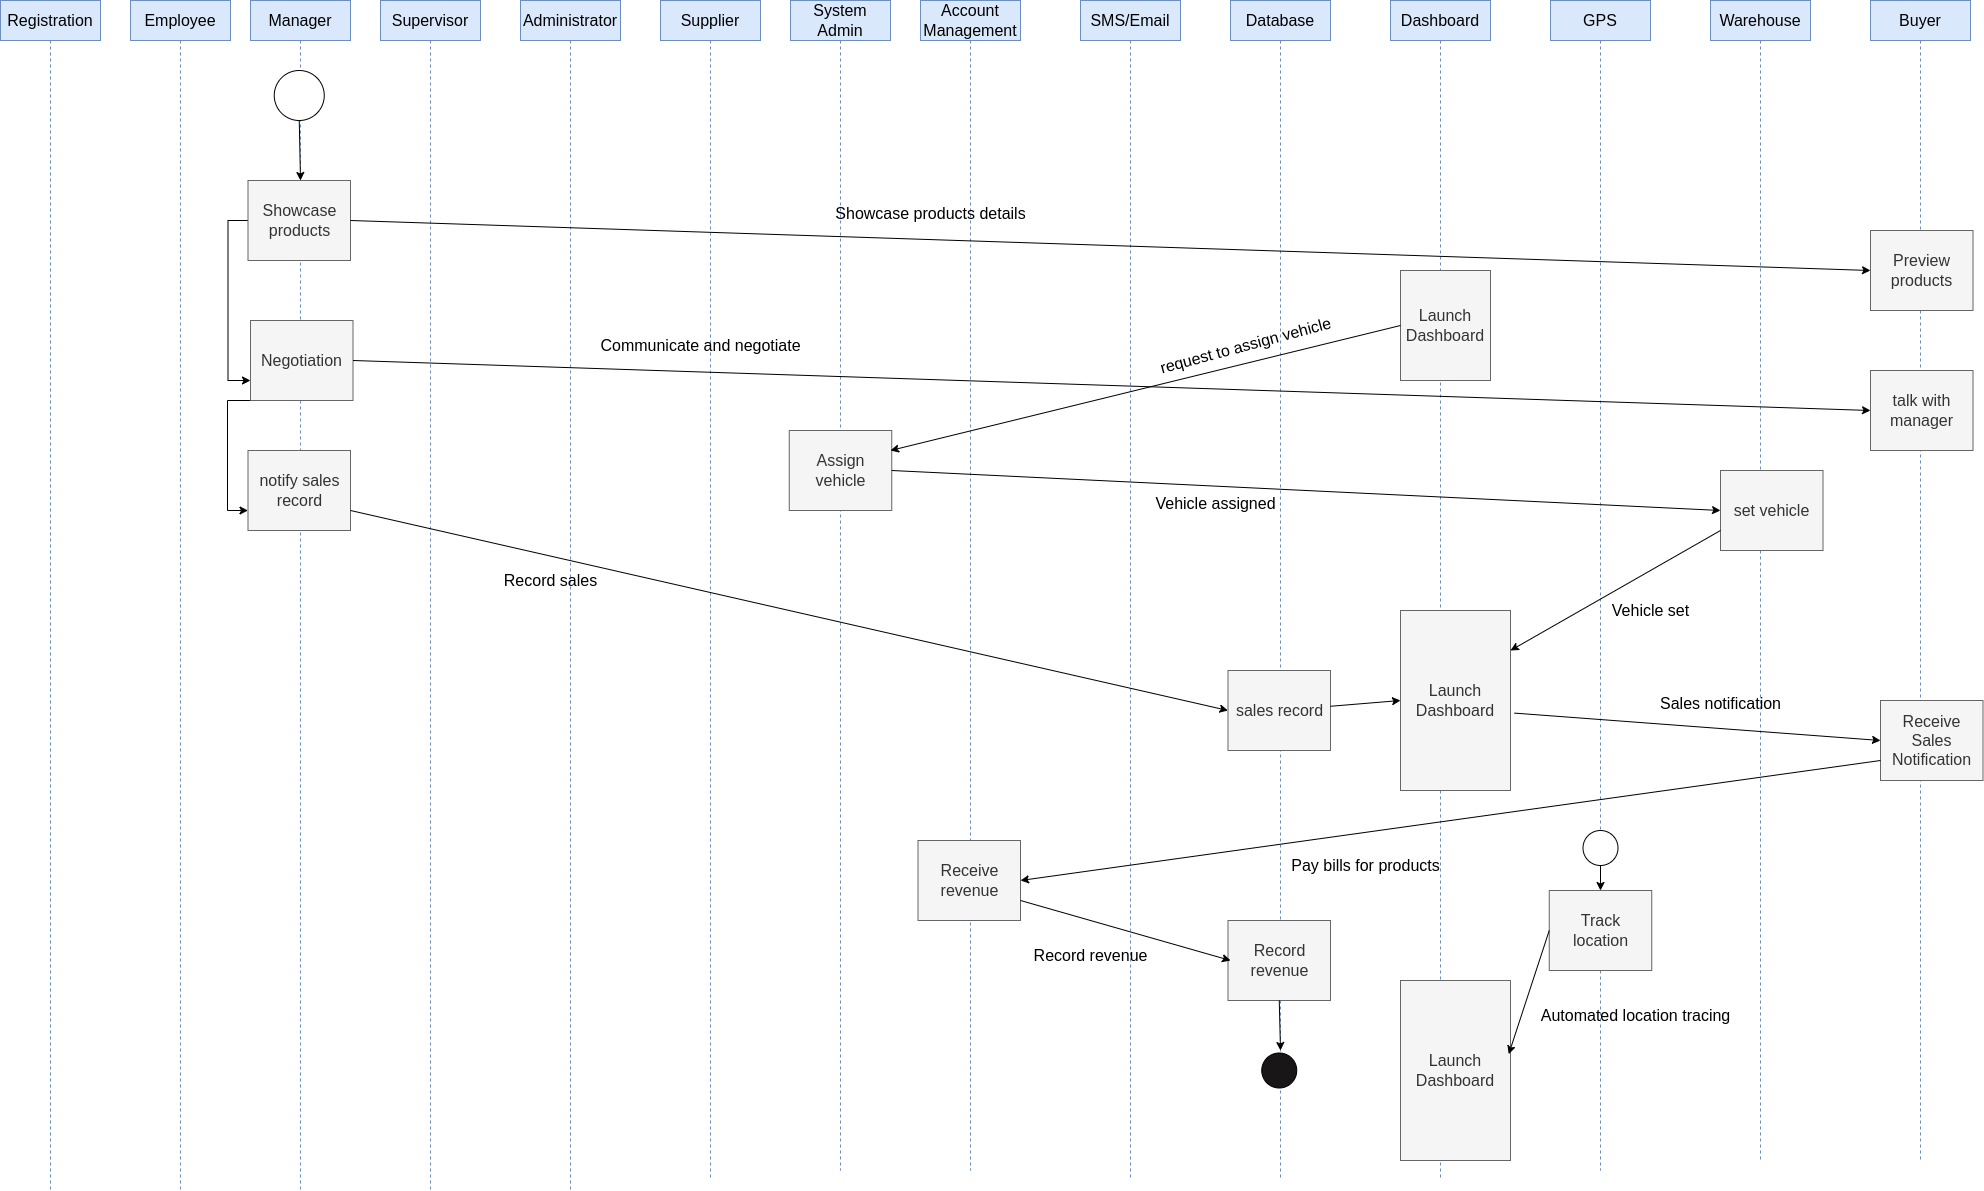 Registration
Employee
Manager
Supervisor
Administrator
Supplier
System
Admin
Account
Management
SMS/Email
Database
Dashboard
GPS
Warehouse
Buyer
Showcase
products
Showcase products details
Preview
products
Launch
Dashboard
request to assign vehicle
Negotiation
Communicate and negotiate
talk with
manager
Assign
vehicle
notify sales
record
Vehicle assigned
set vehicle
Record sales
Vehicle set
sales record
Launch
Dashboard
Sales notification
Receive
Sales
Notification
Receive
revenue
Pay bills for products
Track
location
Record revenue
Record
revenue
Automated location tracing
Launch
Dashboard